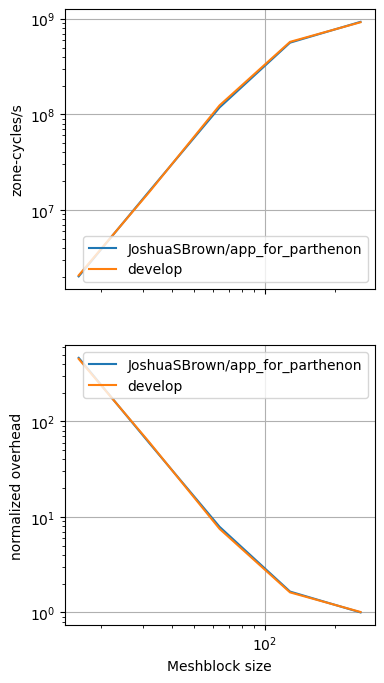 10⁹
10⁸
10⁷
zone-cycles/s
JoshuaSBrown/app_for_parthenon
develop
JoshuaSBrown/app_for_parthenon
develop
10²
10¹
10⁰
normalized overhead
10²
Meshblock size